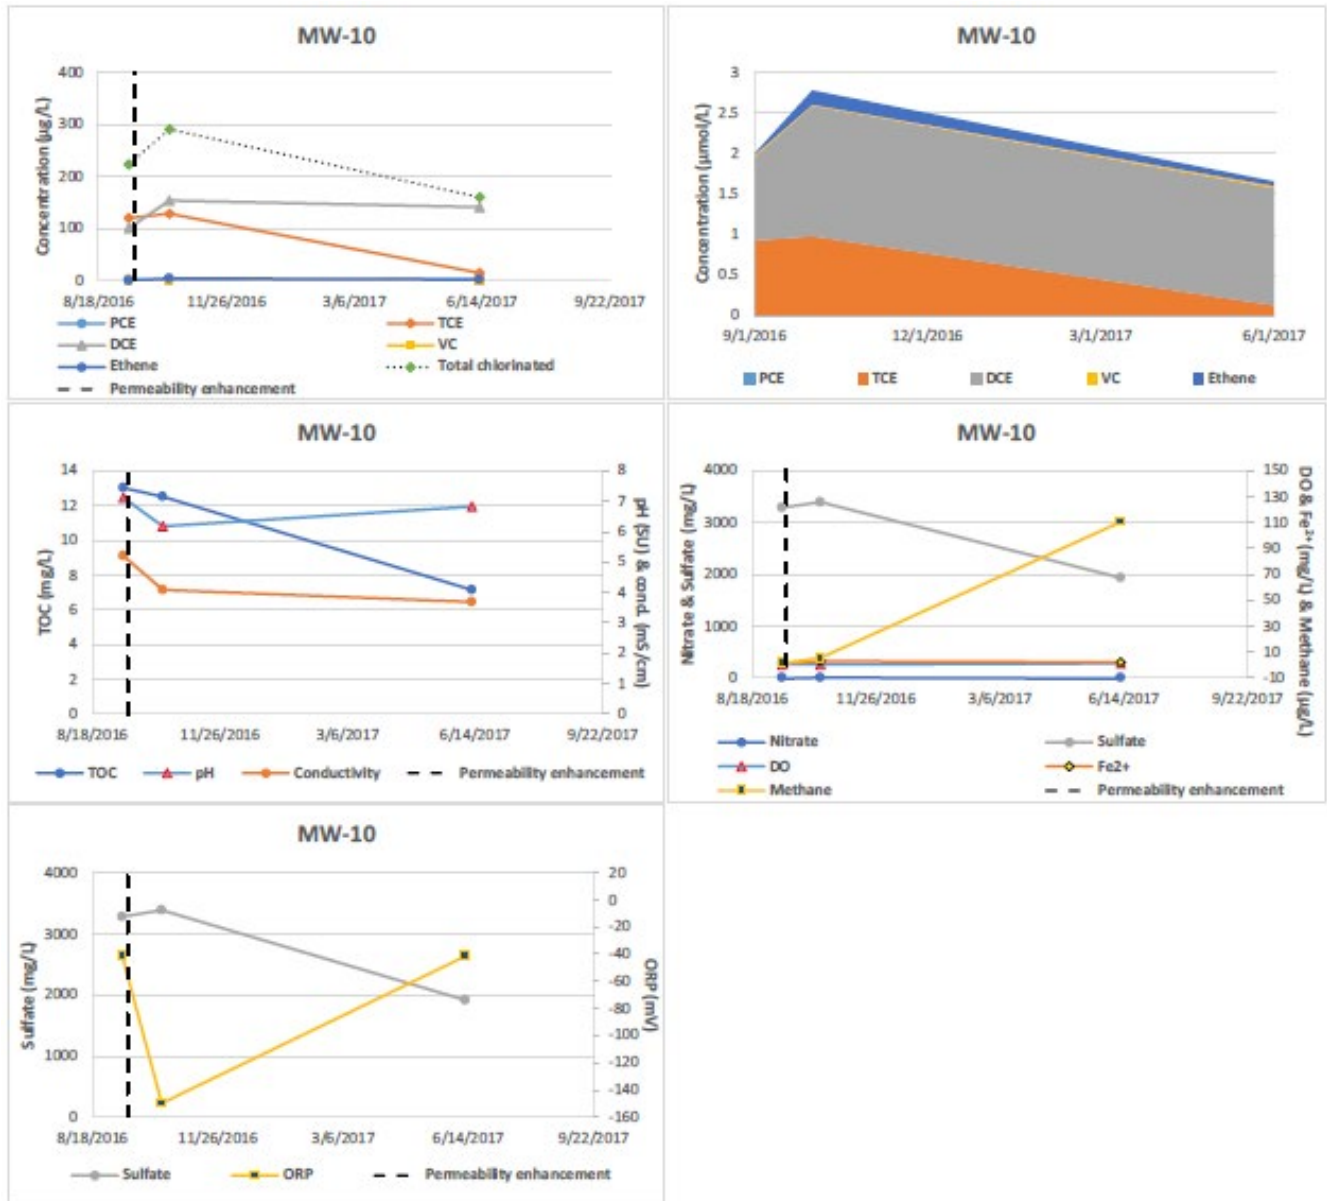 MW-10
400
300
200
100
0
Concentration (µg/L)
8/18/2016 11/26/2016 3/6/2017 6/14/2017 9/22/2017
PCE TCE
DCE VC
Ethene Total chlorinated
Permeability enhancement
MW-10
3
2.5
2
1.5
1
0.5
0
Concentration (µmol/L)
9/1/2016 12/1/2016 3/1/2017 6/1/2017
PCE TCE DCE VC Ethene
MW-10
14 8
12 7
10 6
8 5
6 4
4 3
2 2
0 1
0
TOC (mg/L)
pH (SU) & cond. (mS/cm)
8/18/2016 11/26/2016 3/6/2017 6/14/2017 9/22/2017
TOC pH Conductivity Permeability enhancement
MW-10
4000 150
3000 130
2000 110
1000 90
0 70
50
30
10
-10
Nitrate & Sulfate (mg/L)
DO & Fe²⁺ (mg/L) & Methane (µg/L)
8/18/2016 11/26/2016 3/6/2017 6/14/2017 9/22/2017
Nitrate Sulfate
DO Fe2+
Methane Permeability enhancement
MW-10
4000 20
3000 0
2000 -20
1000 -40
0 -60
-80
-100
-120
-140
-160
Sulfate (mg/L)
ORP (mV)
8/18/2016 11/26/2016 3/6/2017 6/14/2017 9/22/2017
Sulfate ORP Permeability enhancement